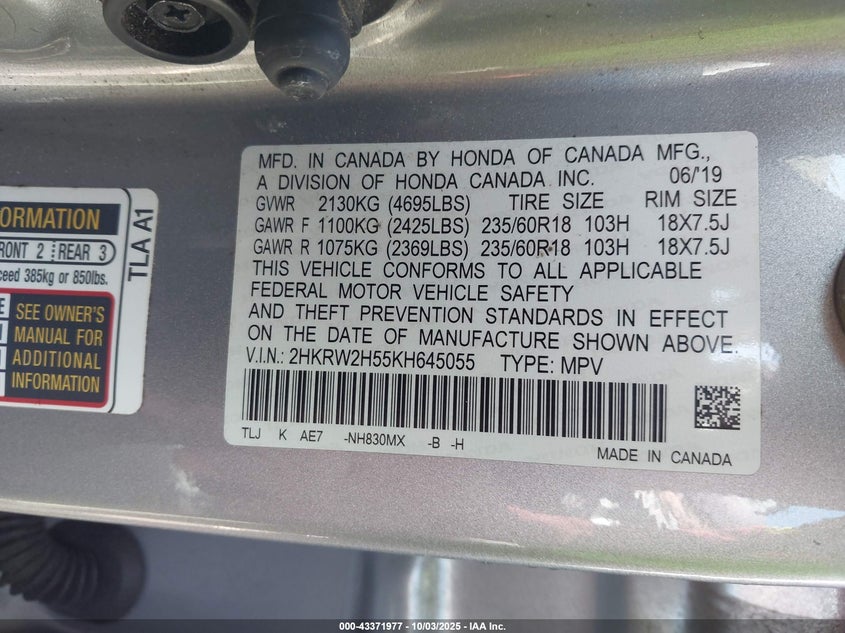 MFD. IN CANADA BY HONDA OF CANADA MFG.,
A DIVISION OF HONDA CANADA INC. 06/'19
GVWR 2130KG (4695LBS) TIRE SIZE RIM SIZE
GAWR F 1100KG (2425LBS) 235/60R18 103H 18X7.5J
GAWR R 1075KG (2369LBS) 235/60R18 103H 18X7.5J
THIS VEHICLE CONFORMS TO ALL APPLICABLE
FEDERAL MOTOR VEHICLE SAFETY
AND THEFT PREVENTION STANDARDS IN EFFECT
ON THE DATE OF MANUFACTURE SHOWN ABOVE.
V.I.N.: 2HKRW2H55KH645055 TYPE: MPV
TLJ K AE7 -NH830MX -B -H
MADE IN CANADA
ORMATION
RONT 2 REAR 3
ceed 385kg or 850lbs.
SEE OWNER'S
MANUAL FOR
ADDITIONAL
INFORMATION
TLA A1
000-43371977 - 10/03/2025 - IAA Inc.